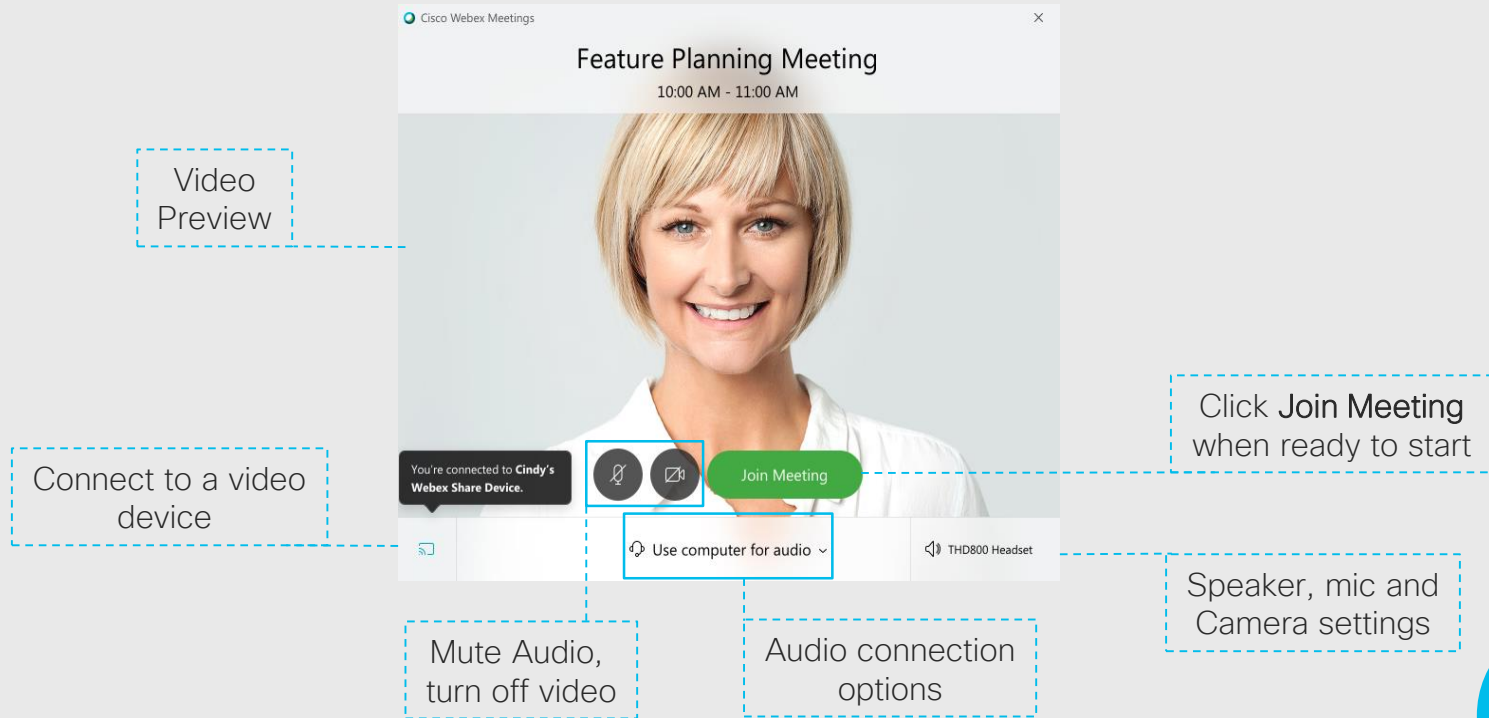 Cisco Webex Meetings
Feature Planning Meeting
10:00 AM - 11:00 AM
Video
Preview
Click Join Meeting
when ready to start
Connect to a video
device
You're connected to Cindy's
Webex Share Device.
Join Meeting
Use computer for audio
THD800 Headset
Speaker, mic and
Camera settings
Mute Audio,
turn off video
Audio connection
options